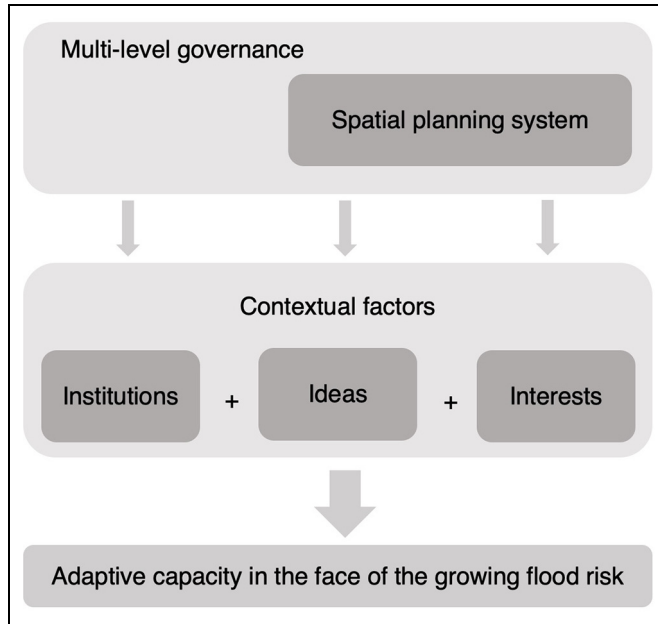 Multi-level governance
Spatial planning system
Contextual factors
Institutions + Ideas + Interests
Adaptive capacity in the face of the growing flood risk